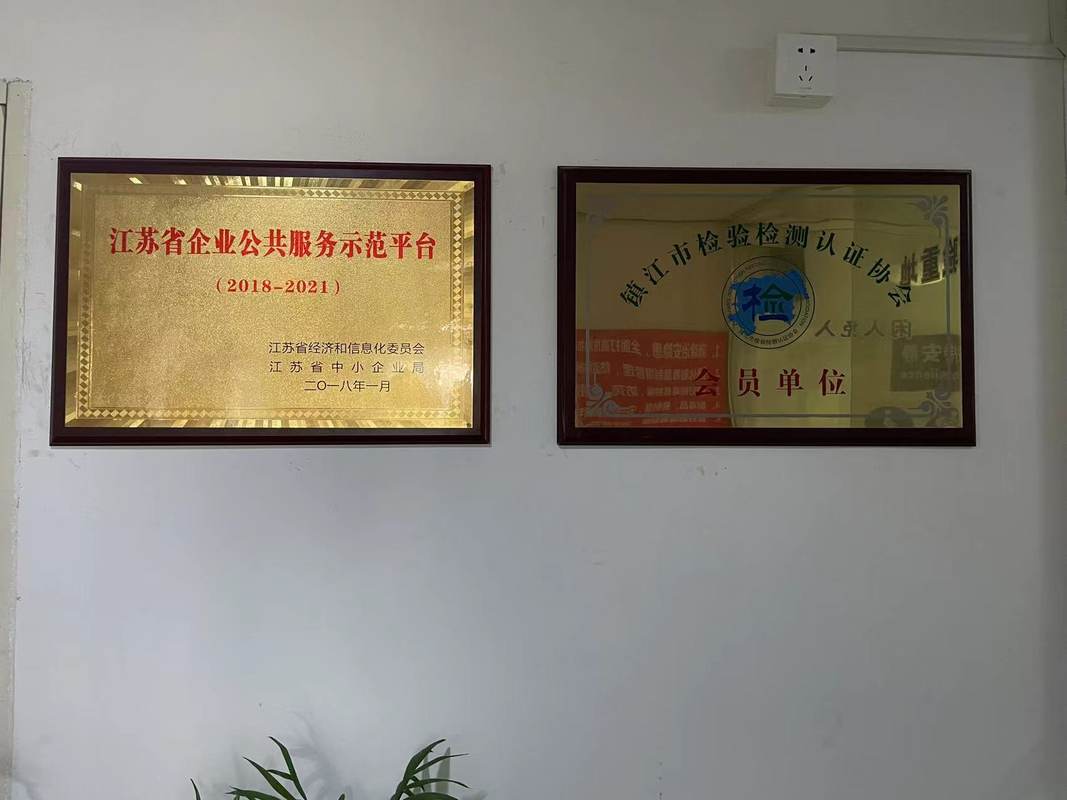 江苏省企业公共服务示范平台
(2018-2021)
江苏省经济和信息化委员会
江苏省中小企业局
二〇一八年一月
镇江市检验检测认证协会
检
会员单位